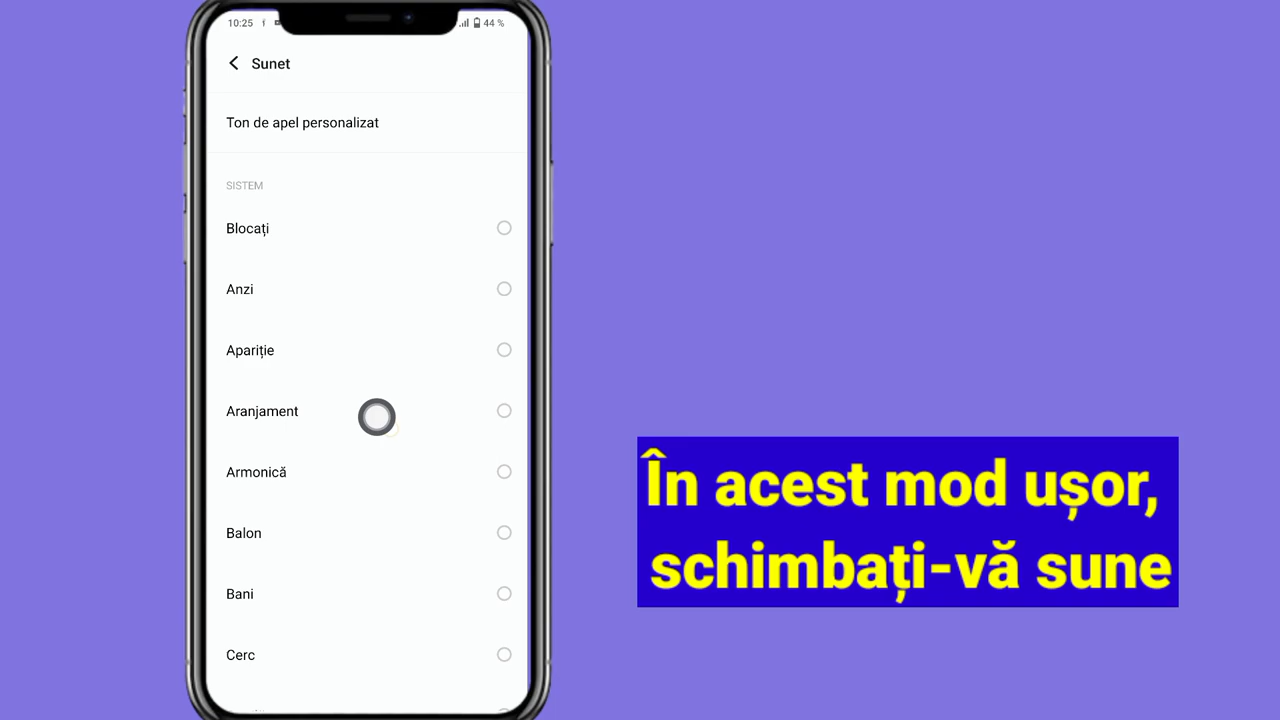 10:25
44 %
Sunet
Ton de apel personalizat
SISTEM
Blocați
Anzi
Apariție
Aranjament
Armonică
Balon
Bani
Cerc
În acest mod ușor,
schimbați-vă sune